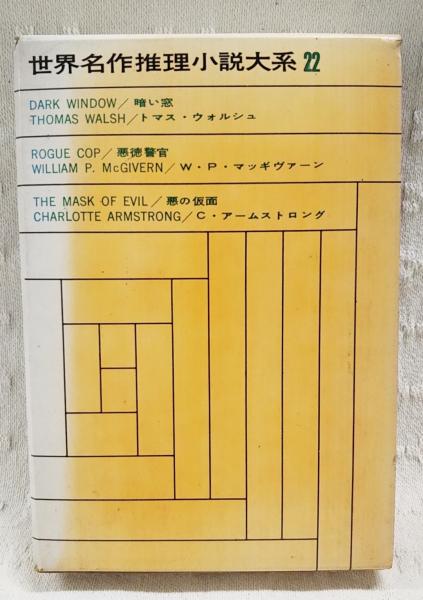 世界名作推理小説大系 22
DARK WINDOW／暗い窓
THOMAS WALSH／トマス・ウォルシュ
ROGUE COP／悪徳警官
WILLIAM P. McGIVERN／W・P・マッギヴァーン
THE MASK OF EVIL／悪の仮面
CHARLOTTE ARMSTRONG／C・アームストロング